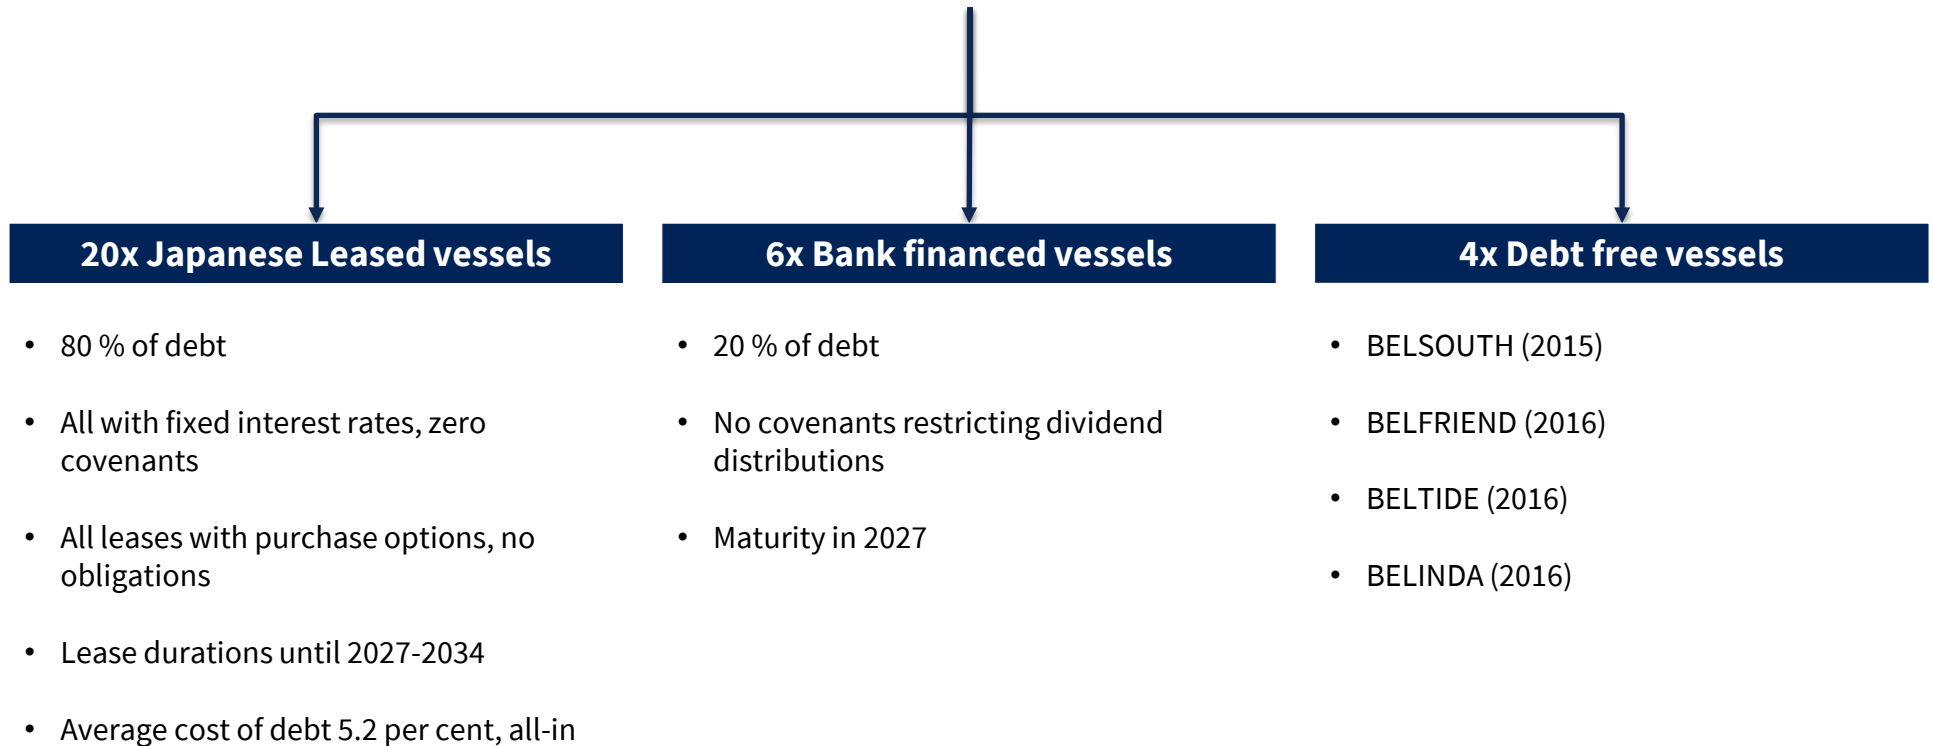 20x Japanese Leased vessels
• 80 % of debt
• All with fixed interest rates, zero
covenants
• All leases with purchase options, no
obligations
• Lease durations until 2027-2034
• Average cost of debt 5.2 per cent, all-in
6x Bank financed vessels
• 20 % of debt
• No covenants restricting dividend
distributions
• Maturity in 2027
4x Debt free vessels
• BELSOUTH (2015)
• BELFRIEND (2016)
• BELTIDE (2016)
• BELINDA (2016)